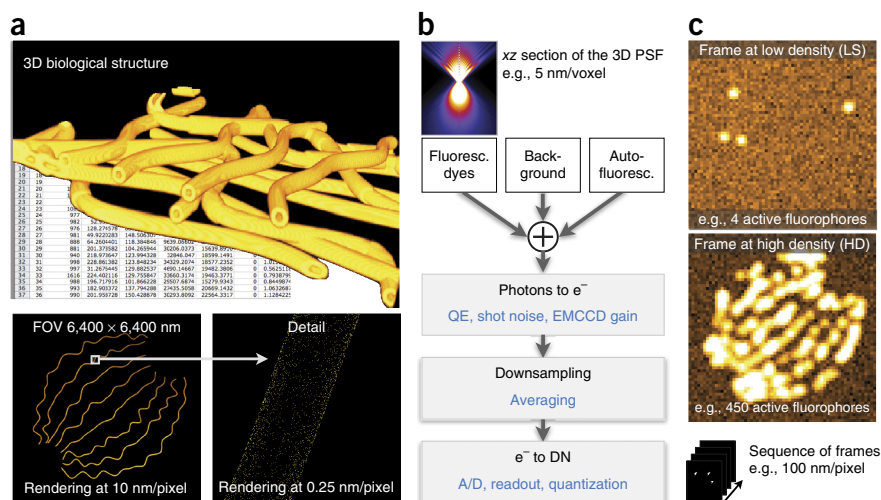 a
3D biological structure
FOV 6,400 × 6,400 nm
Rendering at 10 nm/pixel
Detail
Rendering at 0.25 nm/pixel
b
xz section of the 3D PSF
e.g., 5 nm/voxel
Fluoresc.
dyes
Back-
ground
Auto-
fluoresc.
+
Photons to e⁻
QE, shot noise, EMCCD gain
Downsampling
Averaging
e⁻ to DN
A/D, readout, quantization
c
Frame at low density (LS)
e.g., 4 active fluorophores
Frame at high density (HD)
e.g., 450 active fluorophores
Sequence of frames
e.g., 100 nm/pixel